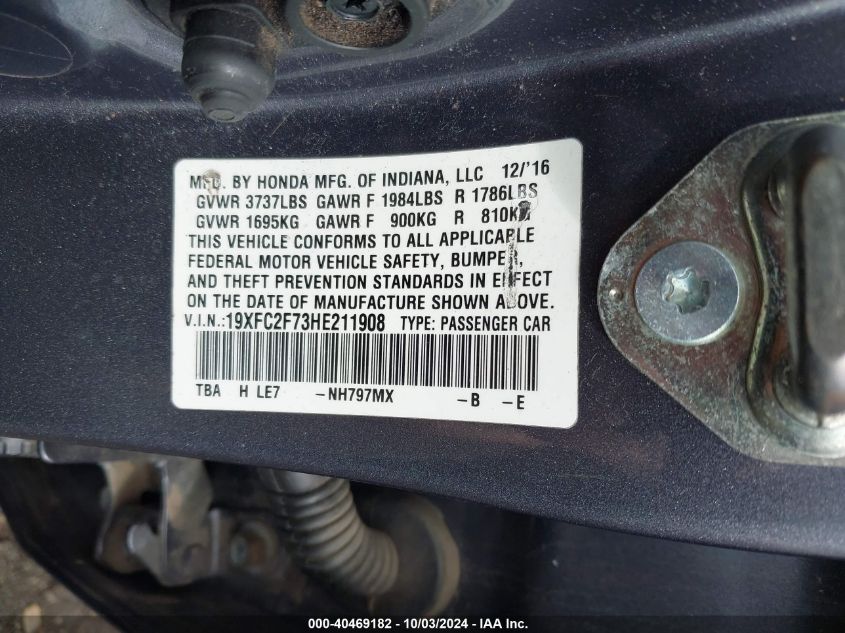 MFD. BY HONDA MFG. OF INDIANA, LLC 12/'16
GVWR 3737LBS GAWR F 1984LBS R 1786LBS
GVWR 1695KG GAWR F 900KG R 810KG
THIS VEHICLE CONFORMS TO ALL APPLICABLE
FEDERAL MOTOR VEHICLE SAFETY, BUMPER,
AND THEFT PREVENTION STANDARDS IN EFFECT
ON THE DATE OF MANUFACTURE SHOWN ABOVE.
V.I.N.:19XFC2F73HE211908 TYPE: PASSENGER CAR
TBA H LE7 -NH797MX -B -E
000-40469182 - 10/03/2024 - IAA Inc.